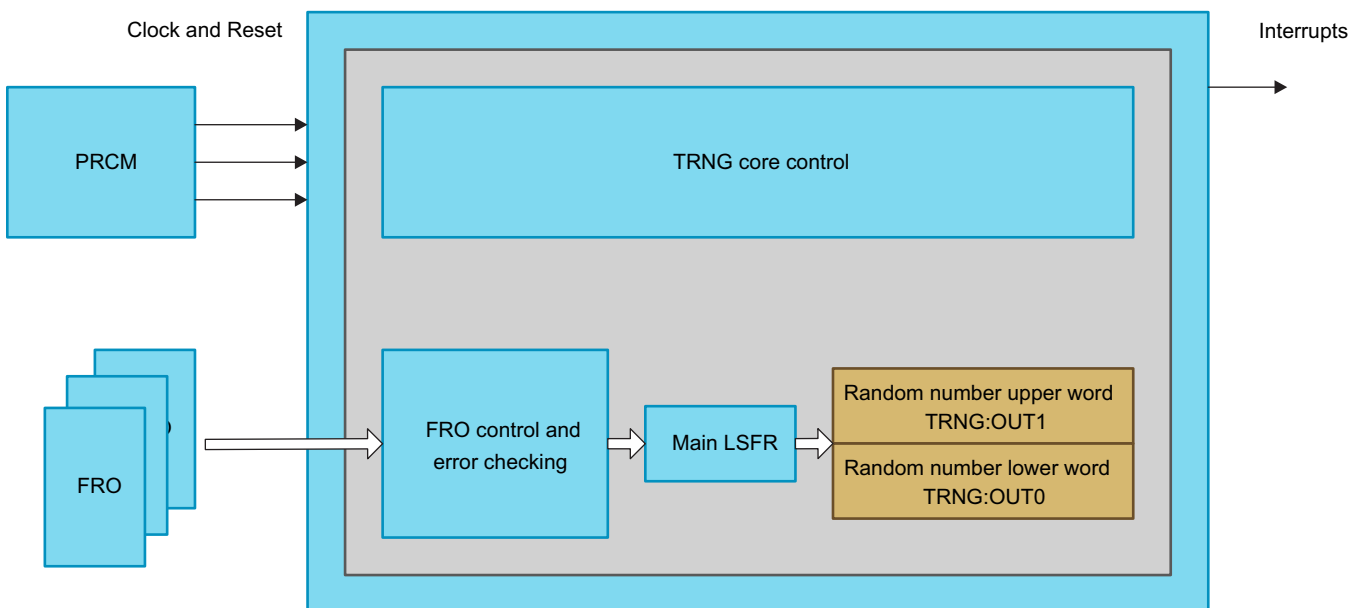 Clock and Reset
Interrupts
PRCM
TRNG core control
FRO
FRO control and
error checking
Main LSFR
Random number upper word
TRNG:OUT1
Random number lower word
TRNG:OUT0